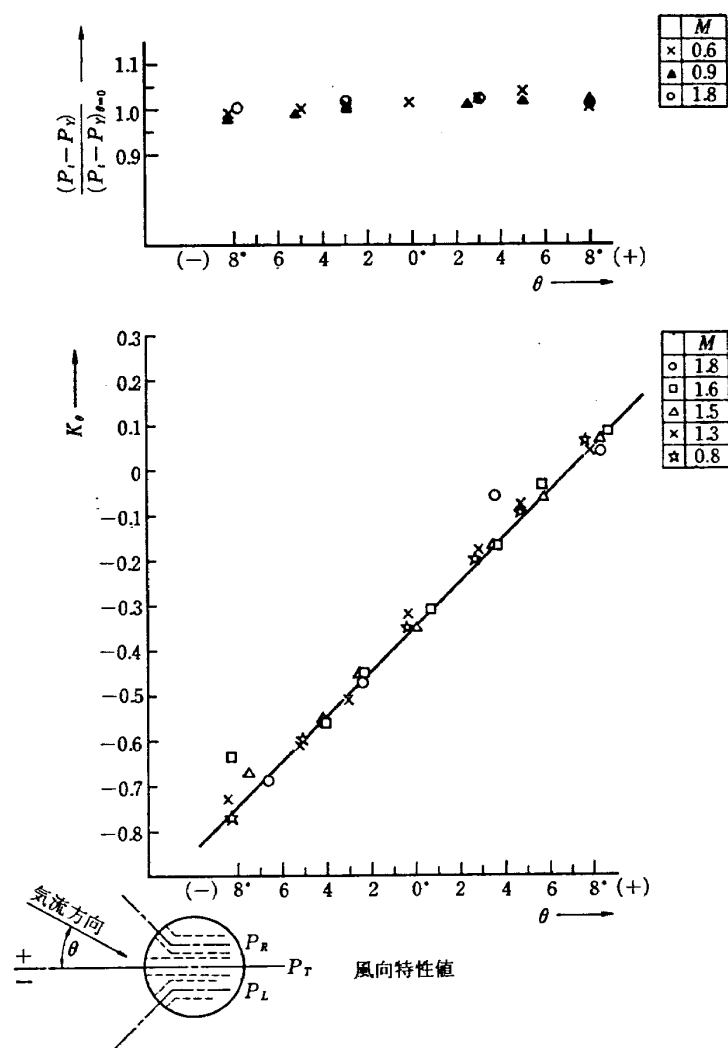 M
× 0.6
▲ 0.9
○ 1.8
(P_t−P_Y)
(P_t−P_Y)_{θ=0}
1.1
1.0
0.9
(−) 8° 6 4 2 0° 2 4 6 8° (+)
θ
M
○ 1.8
□ 1.6
△ 1.5
× 1.3
☆ 0.8
K_θ
0.3
0.2
0.1
0
−0.1
−0.2
−0.3
−0.4
−0.5
−0.6
−0.7
−0.8
(−) 8° 6 4 2 0° 2 4 6 8° (+)
θ
気流方向
θ
+
−
P_R
P_T
P_L
風向特性値